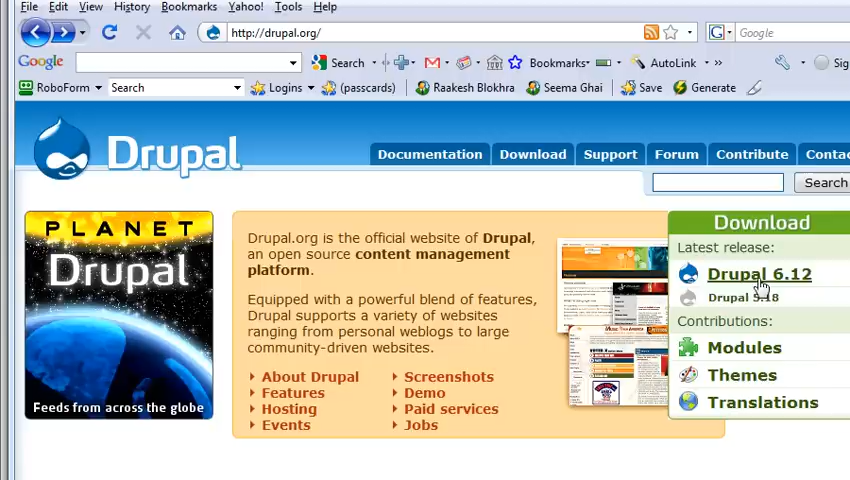 File Edit View History Bookmarks Yahoo! Tools Help
http://drupal.org/
G Google
Google Search Bookmarks AutoLink »
RoboForm Search Logins (passcards) Raakesh Blokhra Seema Ghai Save Generate
Drupal
Documentation Download Support Forum Contribute
Search
PLANET
Drupal
Feeds from across the globe
Drupal.org is the official website of Drupal,
an open source content management
platform.
Equipped with a powerful blend of features,
Drupal supports a variety of websites
ranging from personal weblogs to large
community-driven websites.
About Drupal
Features
Hosting
Events
Screenshots
Demo
Paid services
Jobs
Download
Latest release:
Drupal 6.12
Drupal 5.18
Contributions:
Modules
Themes
Translations